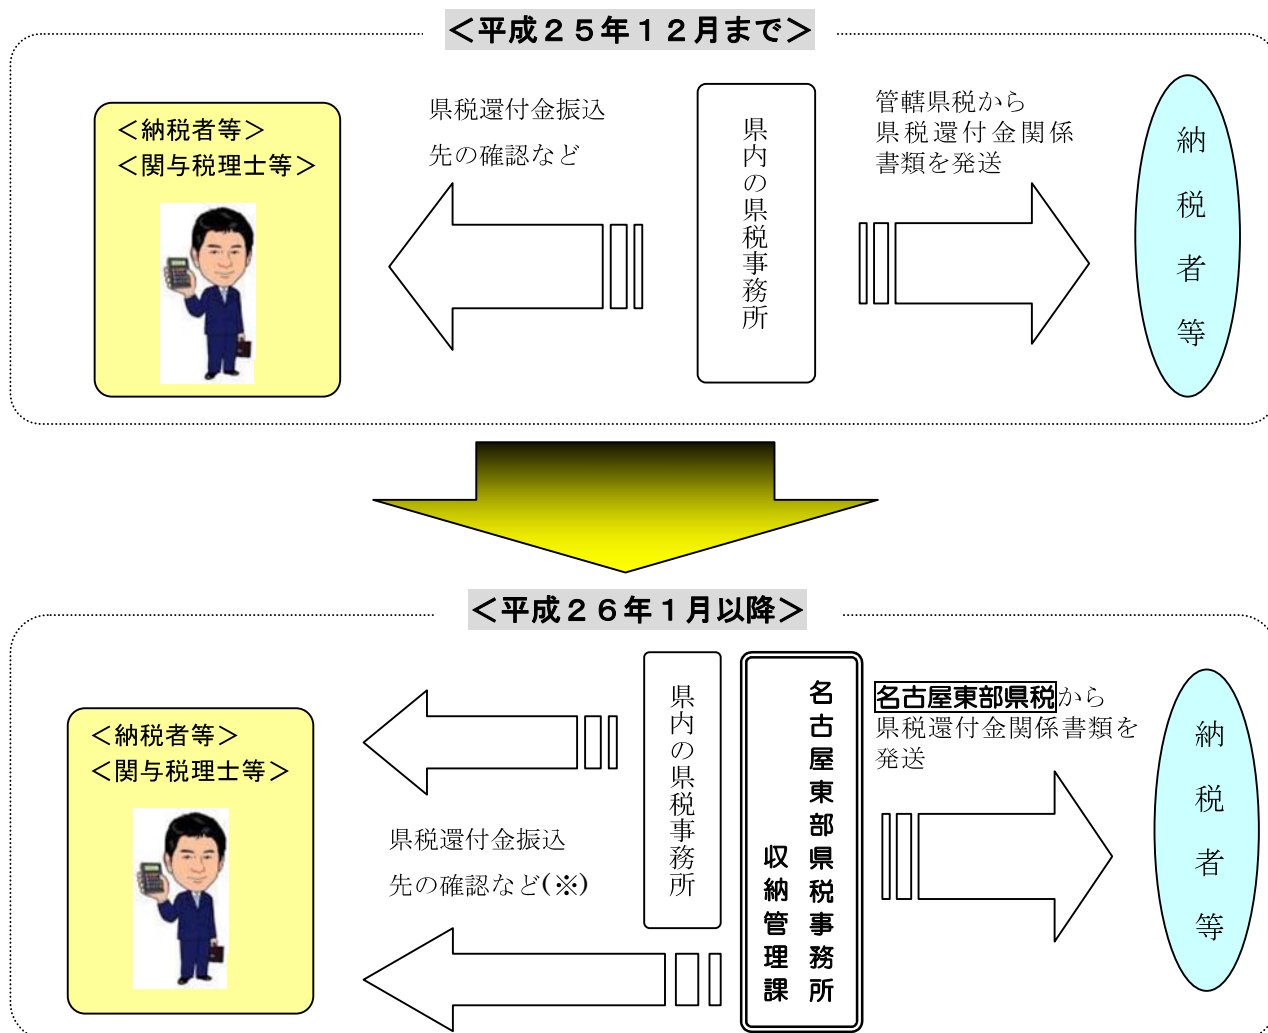 ＜平成２５年１２月まで＞
＜納税者等＞
＜関与税理士等＞
県税還付金振込
先の確認など
県内の県税事務所
管轄県税から
県税還付金関係
書類を発送
納税者等
＜平成２６年１月以降＞
＜納税者等＞
＜関与税理士等＞
県税還付金振込
先の確認など(※)
県内の県税事務所
名古屋東部県税事務所
収納管理課
名古屋東部県税から
県税還付金関係書類を
発送
納税者等